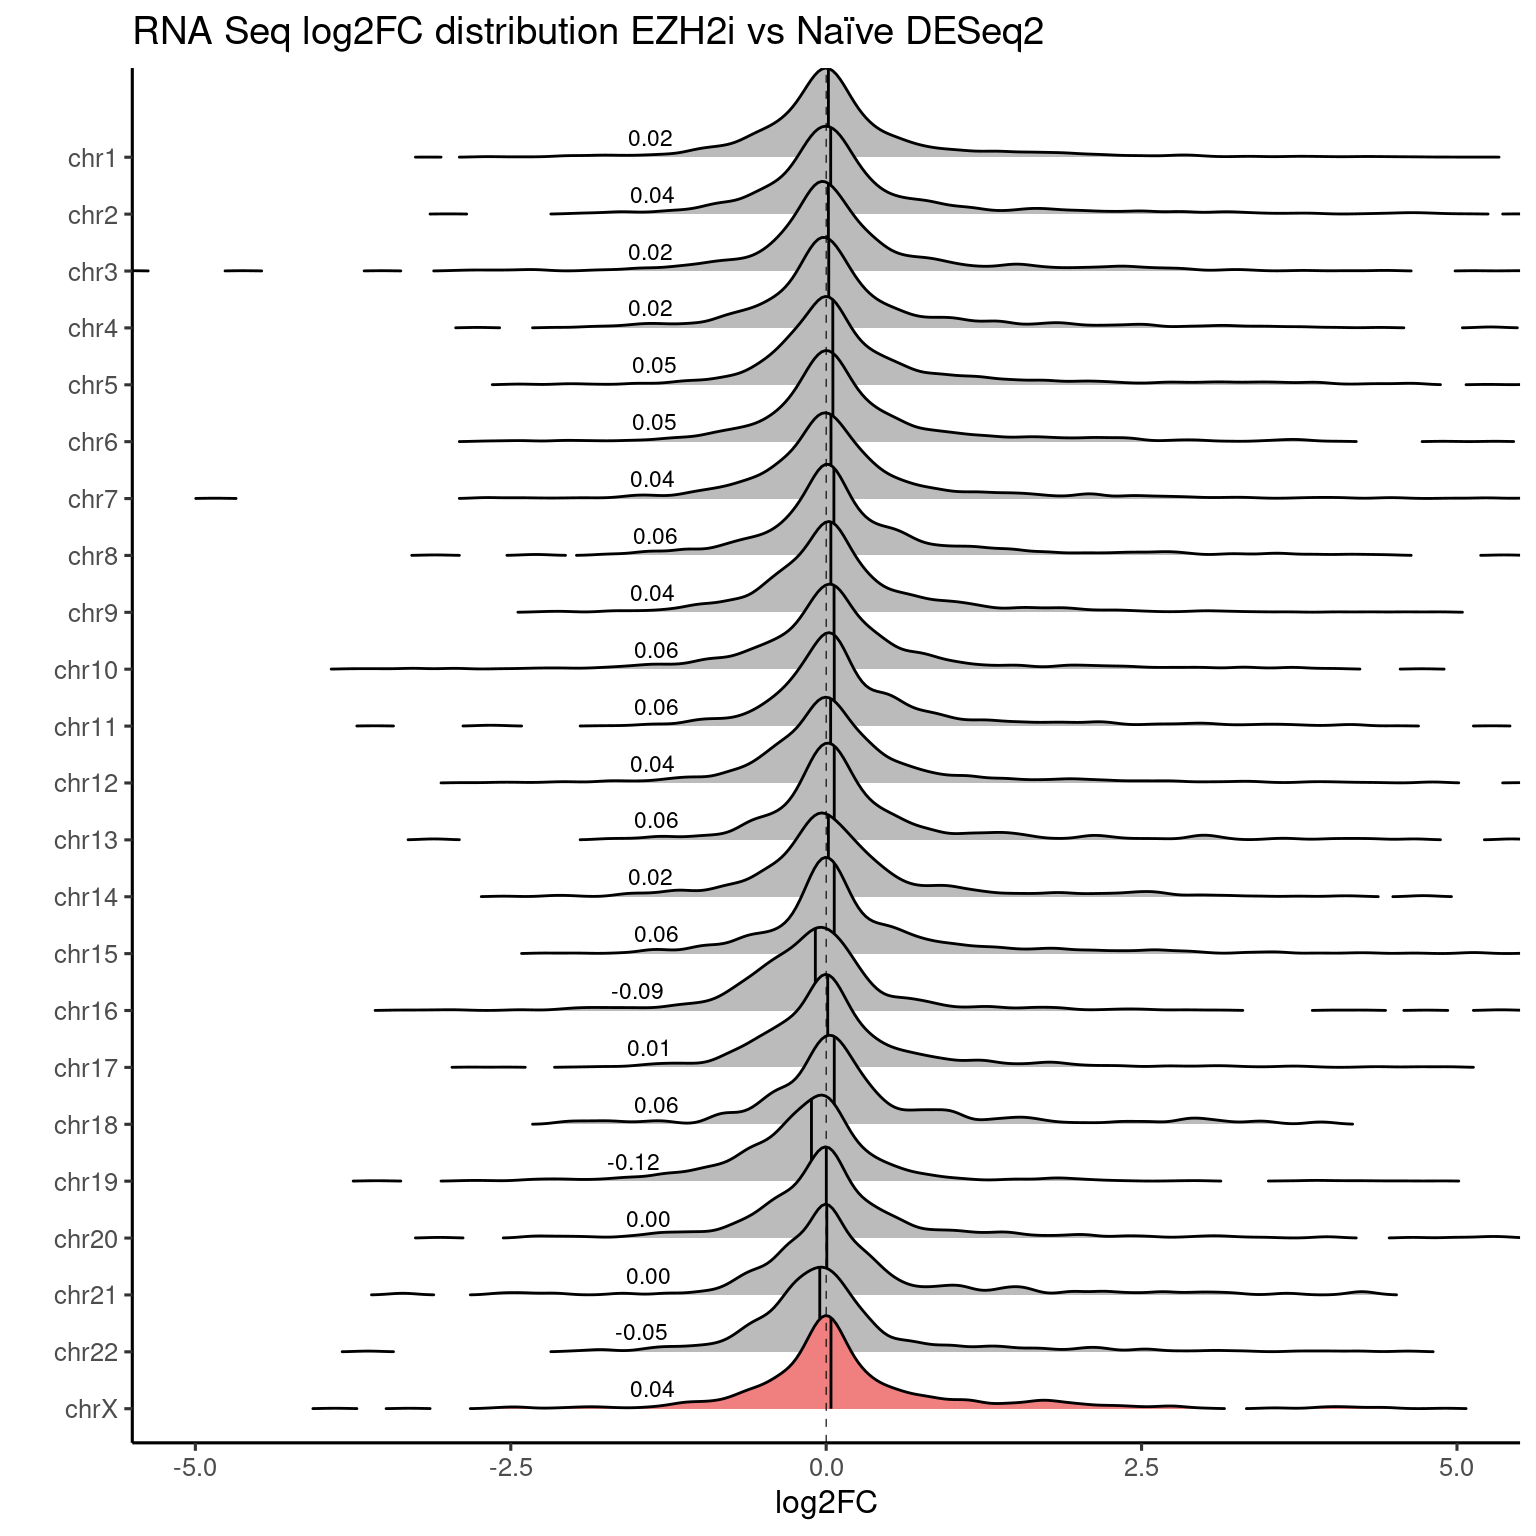 RNA Seq log2FC distribution EZH2i vs Naïve DESeq2
chr1 0.02
chr2 0.04
chr3 0.02
chr4 0.02
chr5 0.05
chr6 0.05
chr7 0.04
chr8 0.06
chr9 0.04
chr10 0.06
chr11 0.06
chr12 0.04
chr13 0.06
chr14 0.02
chr15 0.06
chr16 -0.09
chr17 0.01
chr18 0.06
chr19 -0.12
chr20 0.00
chr21 0.00
chr22 -0.05
chrX 0.04
-5.0 -2.5 0.0 2.5 5.0
log2FC